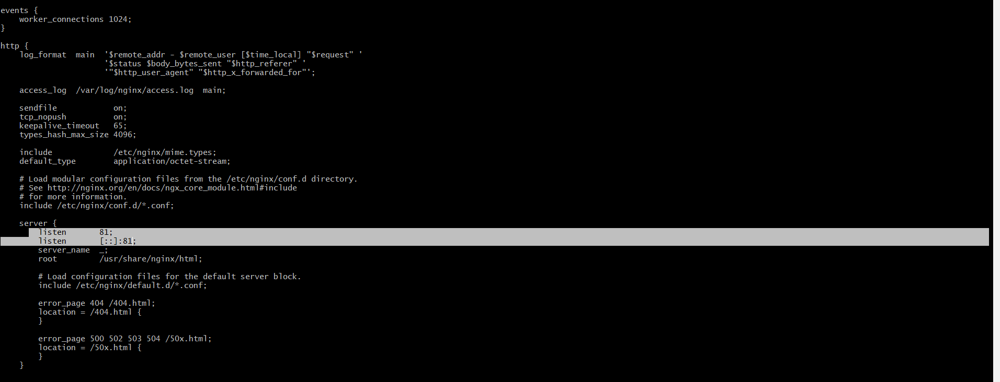 events {
    worker_connections 1024;
}
http {
    log_format  main  '$remote_addr - $remote_user [$time_local] "$request" '
                      '$status $body_bytes_sent "$http_referer" '
                      '"$http_user_agent" "$http_x_forwarded_for"';
    access_log  /var/log/nginx/access.log  main;
    sendfile            on;
    tcp_nopush          on;
    keepalive_timeout   65;
    types_hash_max_size 4096;
    include             /etc/nginx/mime.types;
    default_type        application/octet-stream;
    # Load modular configuration files from the /etc/nginx/conf.d directory.
    # See http://nginx.org/en/docs/ngx_core_module.html#include
    # for more information.
    include /etc/nginx/conf.d/*.conf;
    server {
        listen       81;
        listen       [::]:81;
        server_name  _;
        root         /usr/share/nginx/html;
        # Load configuration files for the default server block.
        include /etc/nginx/default.d/*.conf;
        error_page 404 /404.html;
        location = /404.html {
        }
        error_page 500 502 503 504 /50x.html;
        location = /50x.html {
        }
    }